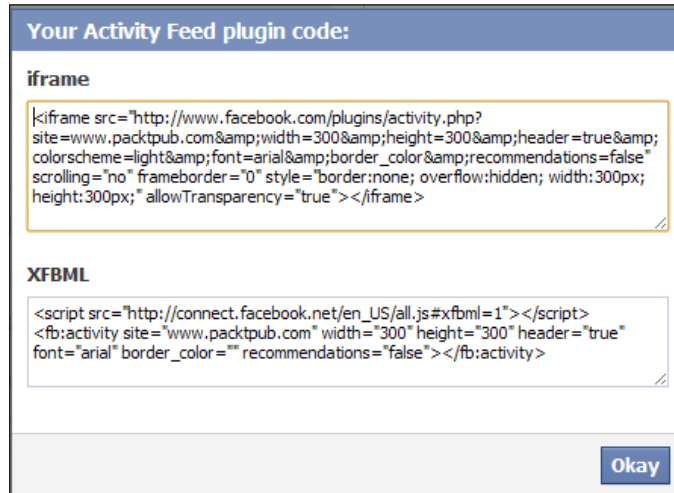 Your Activity Feed plugin code:
iframe
<iframe src="http://www.facebook.com/plugins/activity.php?
site=www.packtpub.com&amp;width=300&amp;height=300&amp;header=true&amp;
colorscheme=light&amp;font=arial&amp;border_color&amp;recommendations=false"
scrolling="no" frameborder="0" style="border:none; overflow:hidden; width:300px;
height:300px;" allowTransparency="true"></iframe>
XFBML
<script src="http://connect.facebook.net/en_US/all.js#xfbml=1"></script>
<fb:activity site="www.packtpub.com" width="300" height="300" header="true"
font="arial" border_color="" recommendations="false"></fb:activity>
Okay